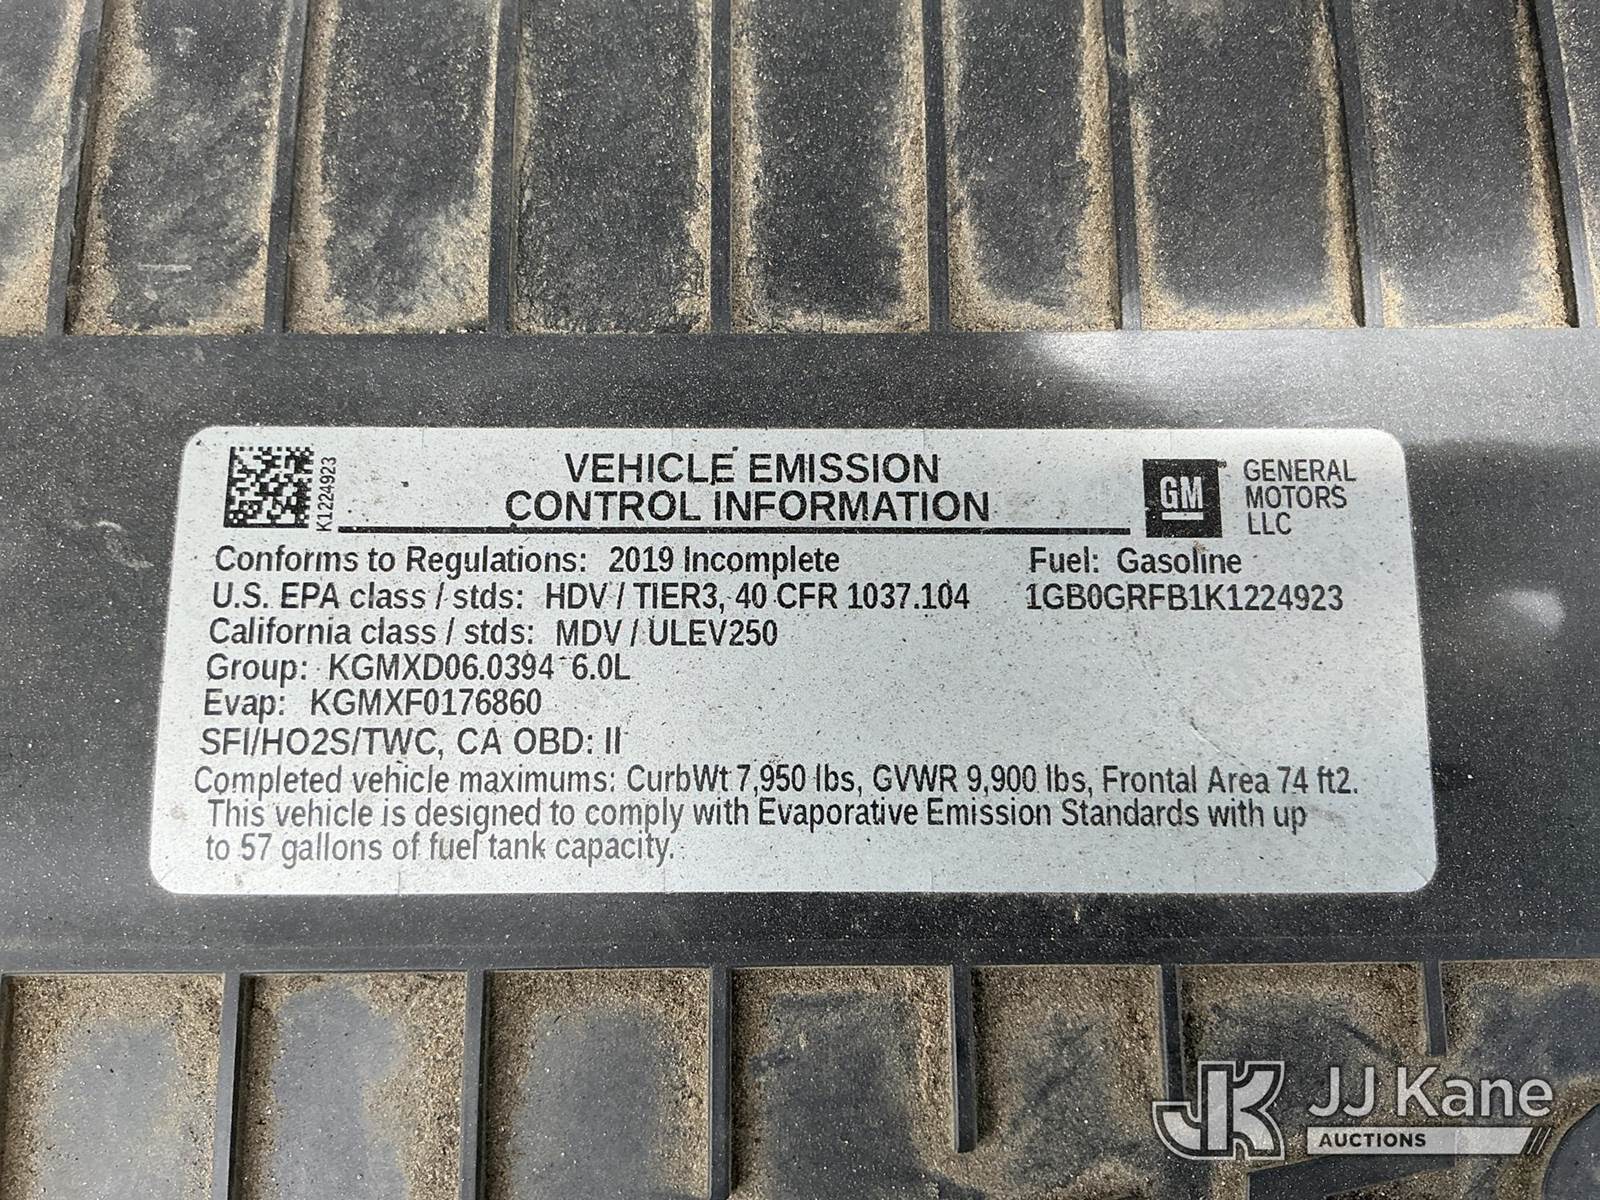 K1224923
VEHICLE EMISSION
CONTROL INFORMATION
GM
GENERAL
MOTORS
LLC
Conforms to Regulations: 2019 Incomplete
Fuel: Gasoline
U.S. EPA class / stds: HDV / TIER3, 40 CFR 1037.104
1GB0GRFB1K1224923
California class / stds: MDV / ULEV250
Group: KGMXD06.0394 6.0L
Evap: KGMXF0176860
SFI/HO2S/TWC, CA OBD: II
Completed vehicle maximums: CurbWt 7,950 lbs, GVWR 9,900 lbs, Frontal Area 74 ft2.
This vehicle is designed to comply with Evaporative Emission Standards with up
to 57 gallons of fuel tank capacity.
JK JJ Kane
AUCTIONS